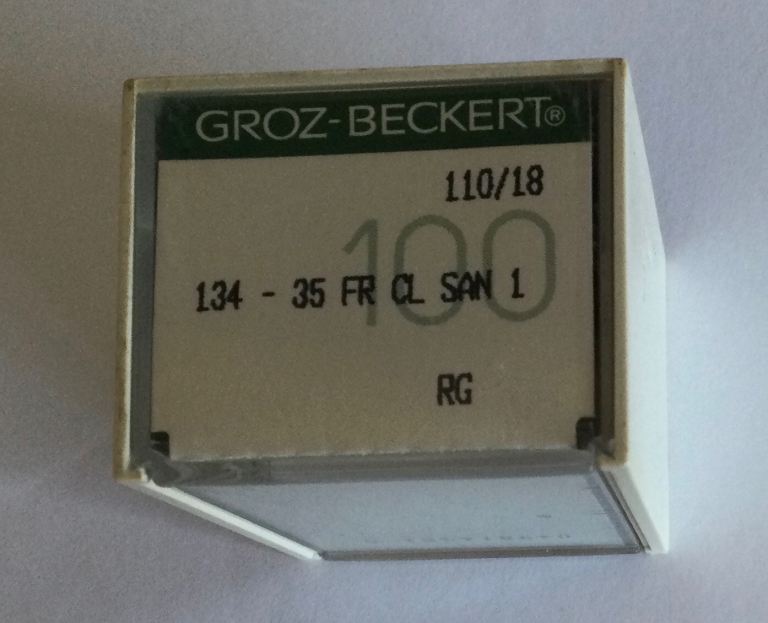 GROZ-BECKERT®
110/18
100
134 - 35 FR CL SAN 1
RG